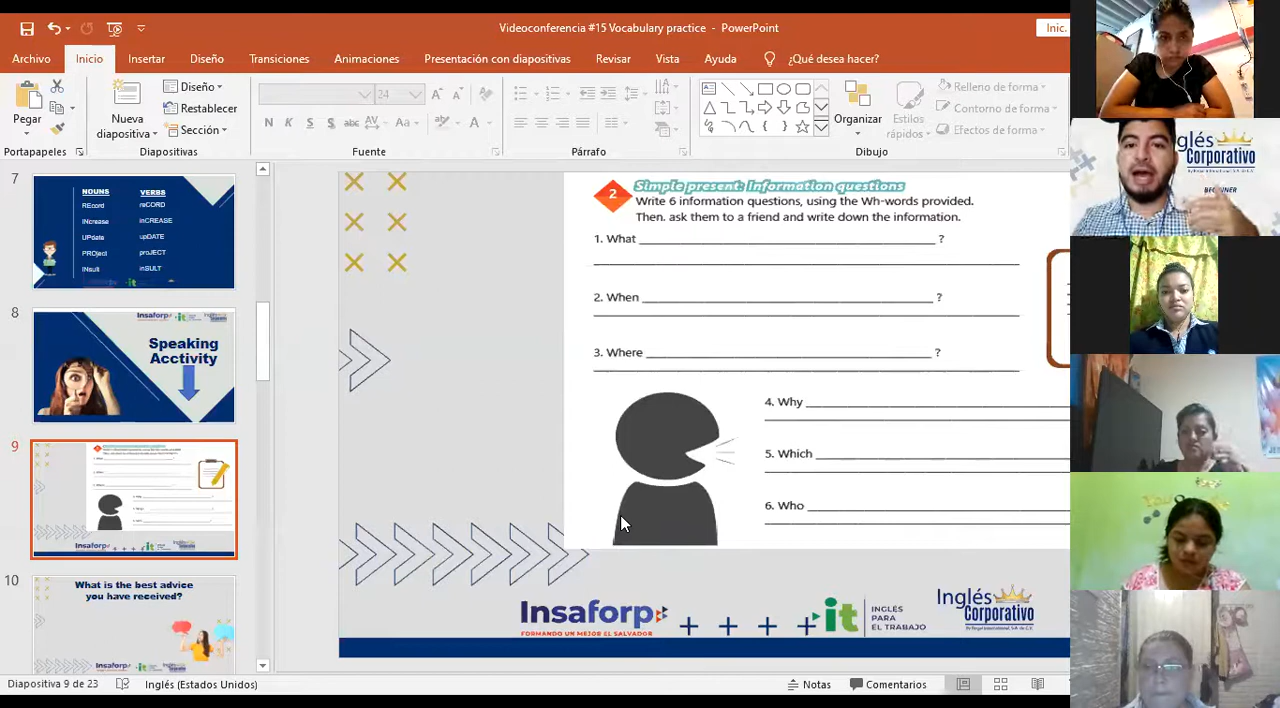 Videoconferencia #15 Vocabulary practice - PowerPoint
Inic.
Archivo Inicio Insertar Diseño Transiciones Animaciones Presentación con diapositivas Revisar Vista Ayuda ¿Qué desea hacer?
Pegar
Nueva diapositiva
Diseño
Restablecer
Sección
24
N K S S abc AV Aa A
Organizar
Estilos rápidos
Relleno de forma
Contorno de forma
Efectos de forma
Portapapeles Diapositivas Fuente Párrafo Dibujo
7
NOUNS VERBS
REcord reCORD
INcrease inCREASE
UPdate upDATE
PROject proJECT
INsult inSULT
8
Speaking
Acctivity
9
10
What is the best advice
you have received?
2
Simple present: Information questions
Write 6 information questions, using the Wh-words provided.
Then, ask them to a friend and write down the information.
1. What ?
2. When ?
3. Where ?
4. Why
5. Which
6. Who
Insaforp
FORMANDO UN MEJOR EL SALVADOR
it
INGLÉS
PARA
EL TRABAJO
Inglés
Corporativo
Inglés
Corporativo
BEGINNER
Diapositiva 9 de 23 Inglés (Estados Unidos) Notas Comentarios